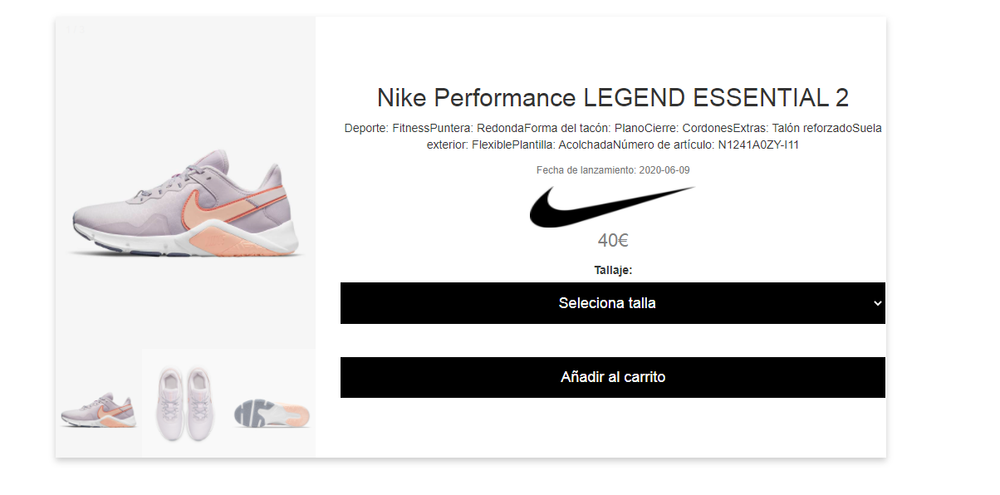 Nike Performance LEGEND ESSENTIAL 2
Deporte: FitnessPuntera: RedondaForma del tacón: PlanoCierre: CordonesExtras: Talón reforzadoSuela
exterior: FlexiblePlantilla: AcolchadaNúmero de artículo: N1241A0ZY-I11
Fecha de lanzamiento: 2020-06-09
40€
Tallaje:
Seleciona talla
Añadir al carrito